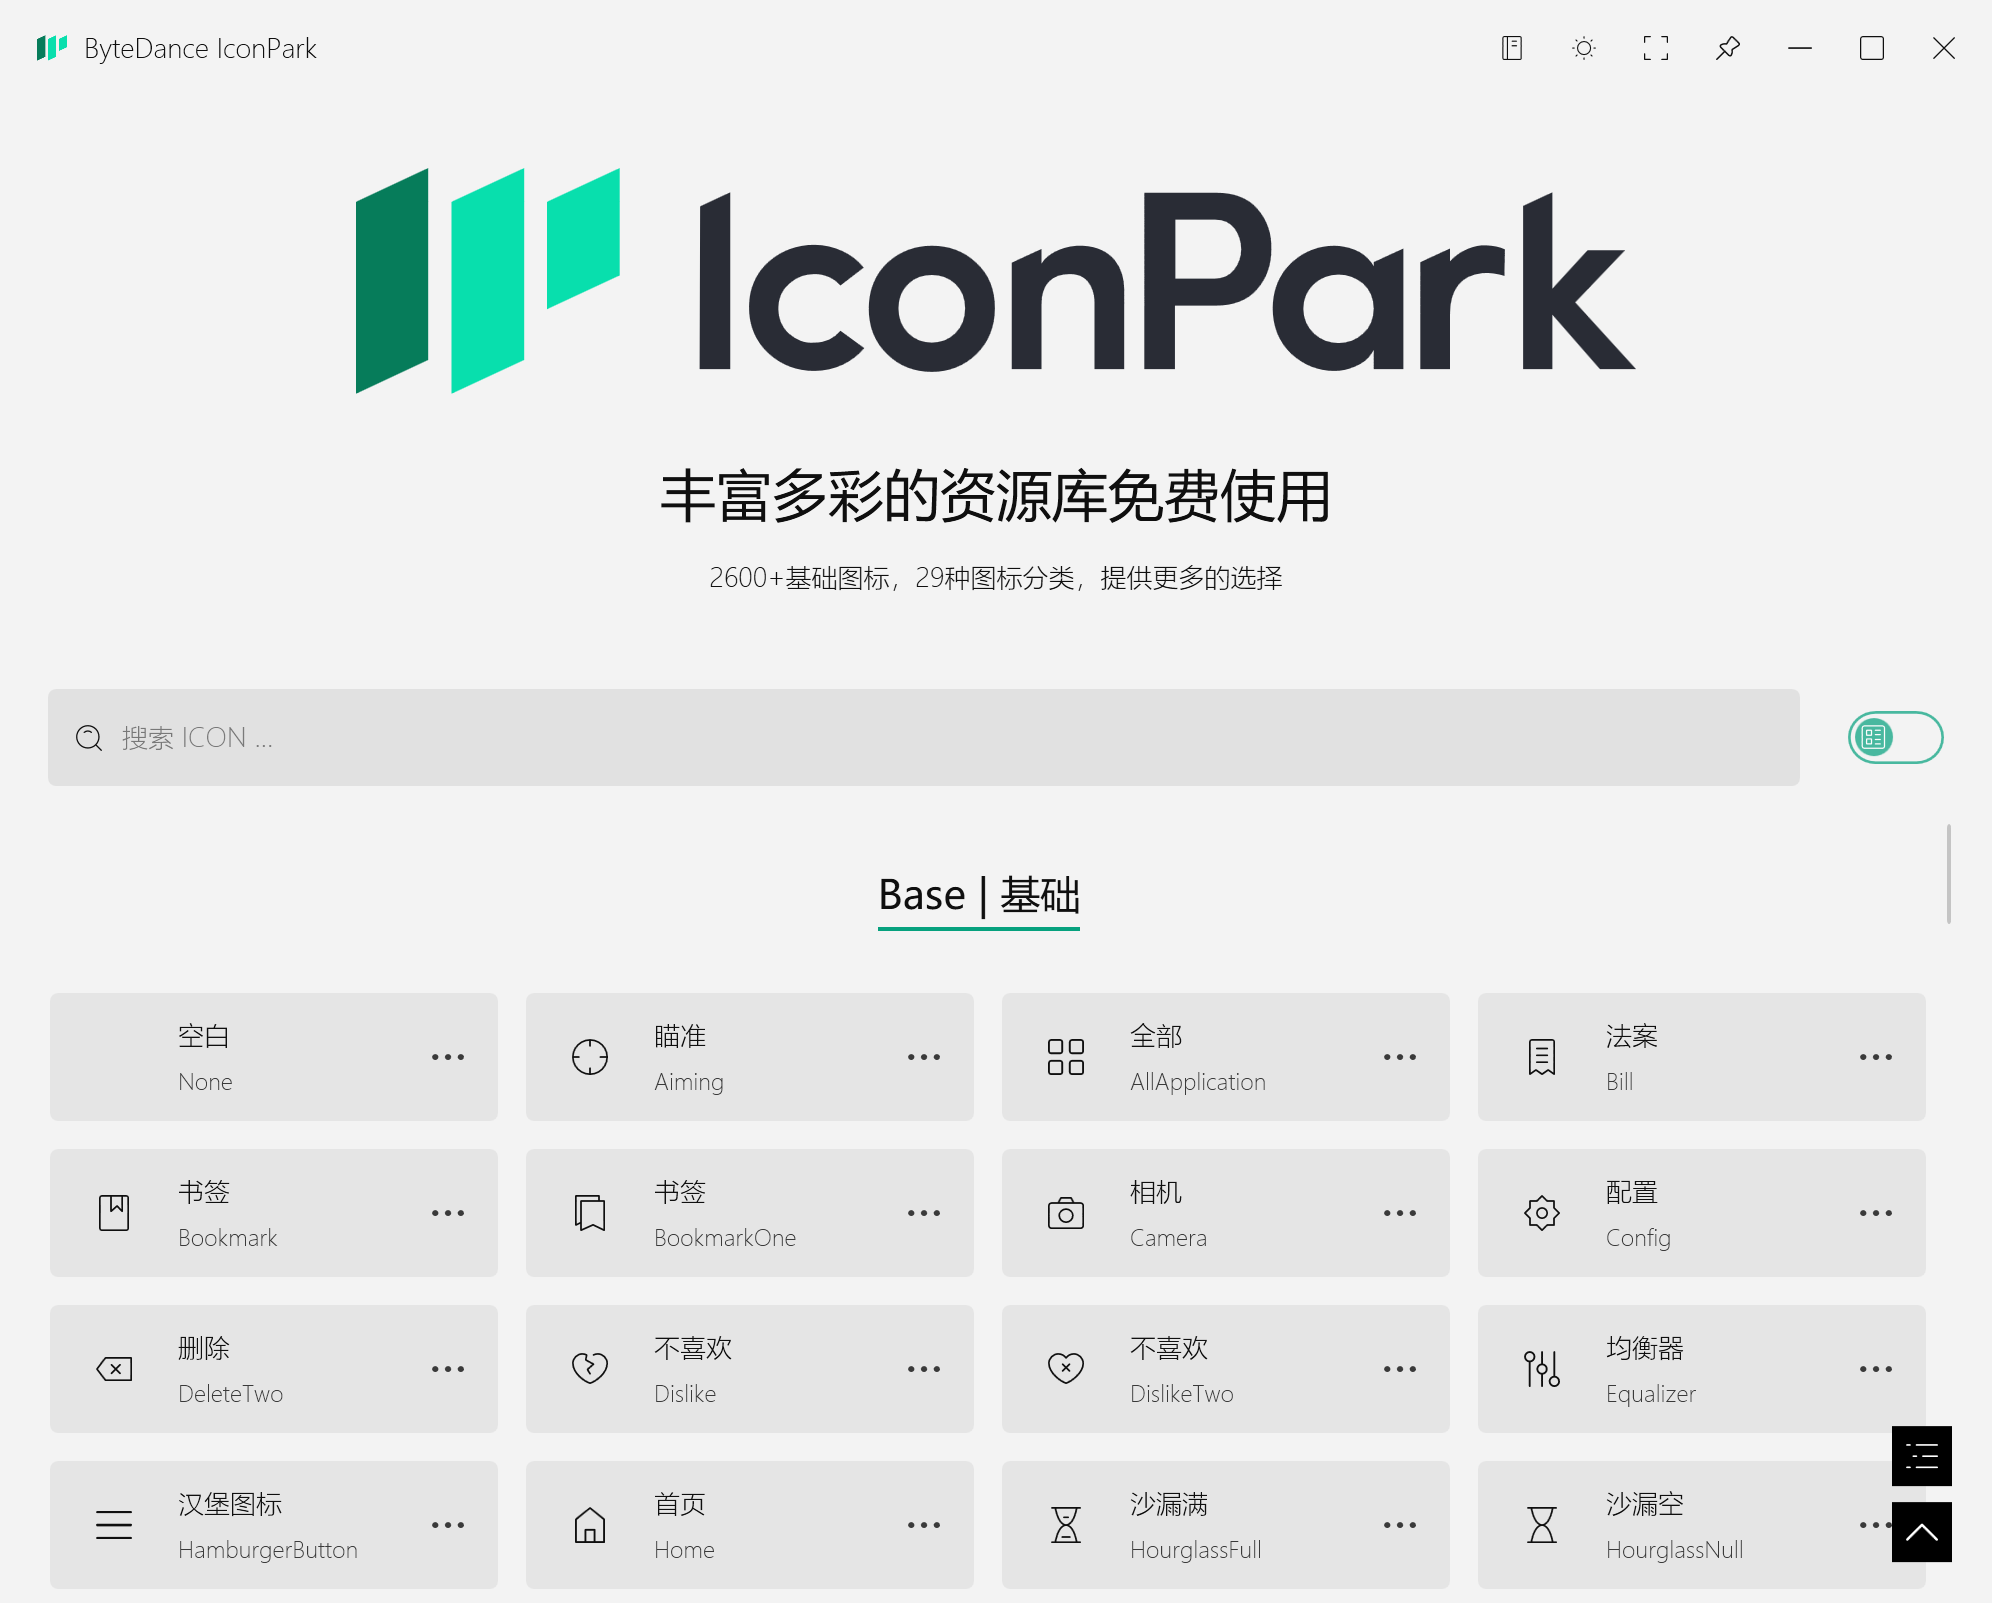 ByteDance IconPark
IconPark
丰富多彩的资源库免费使用
2600+基础图标，29种图标分类，提供更多的选择
搜索 ICON ...
Base | 基础
空白
None
瞄准
Aiming
全部
AllApplication
法案
Bill
书签
Bookmark
书签
BookmarkOne
相机
Camera
配置
Config
删除
DeleteTwo
不喜欢
Dislike
不喜欢
DislikeTwo
均衡器
Equalizer
汉堡图标
HamburgerButton
首页
Home
沙漏满
HourglassFull
沙漏空
HourglassNull